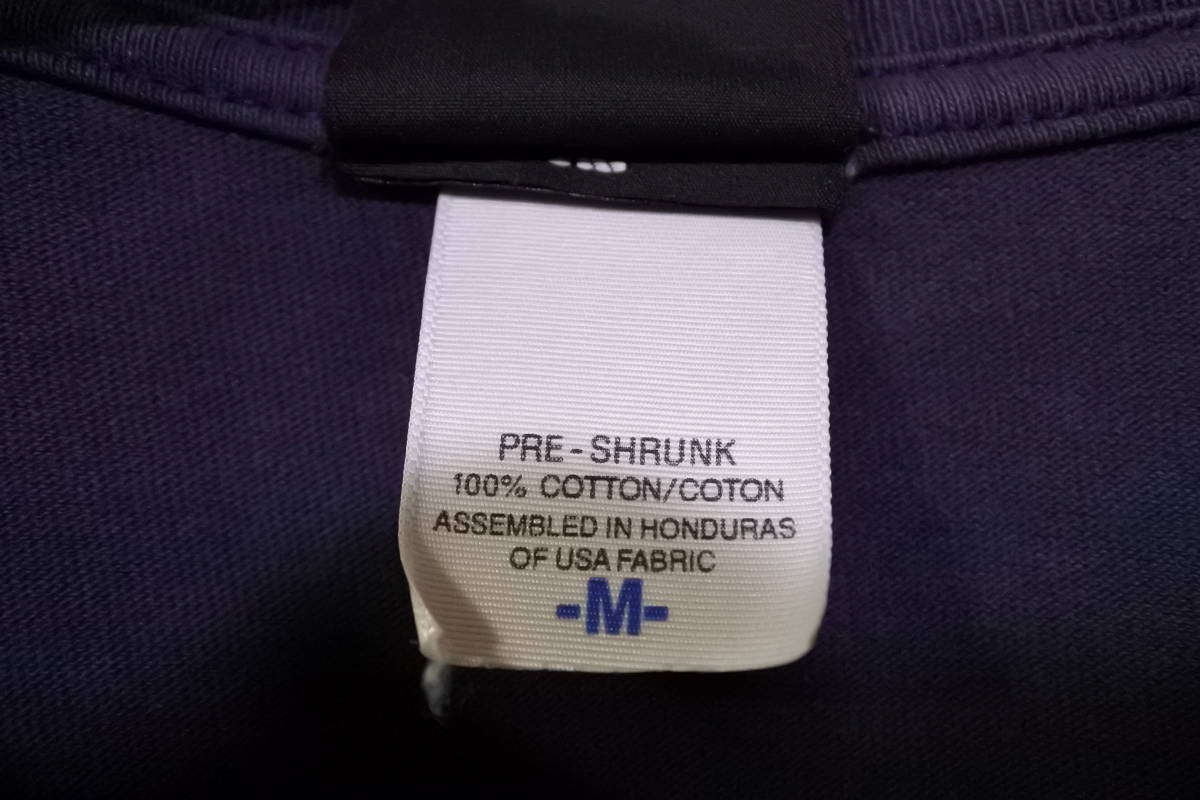 PRE-SHRUNK
100% COTTON/COTON
ASSEMBLED IN HONDURAS
OF USA FABRIC
-M-